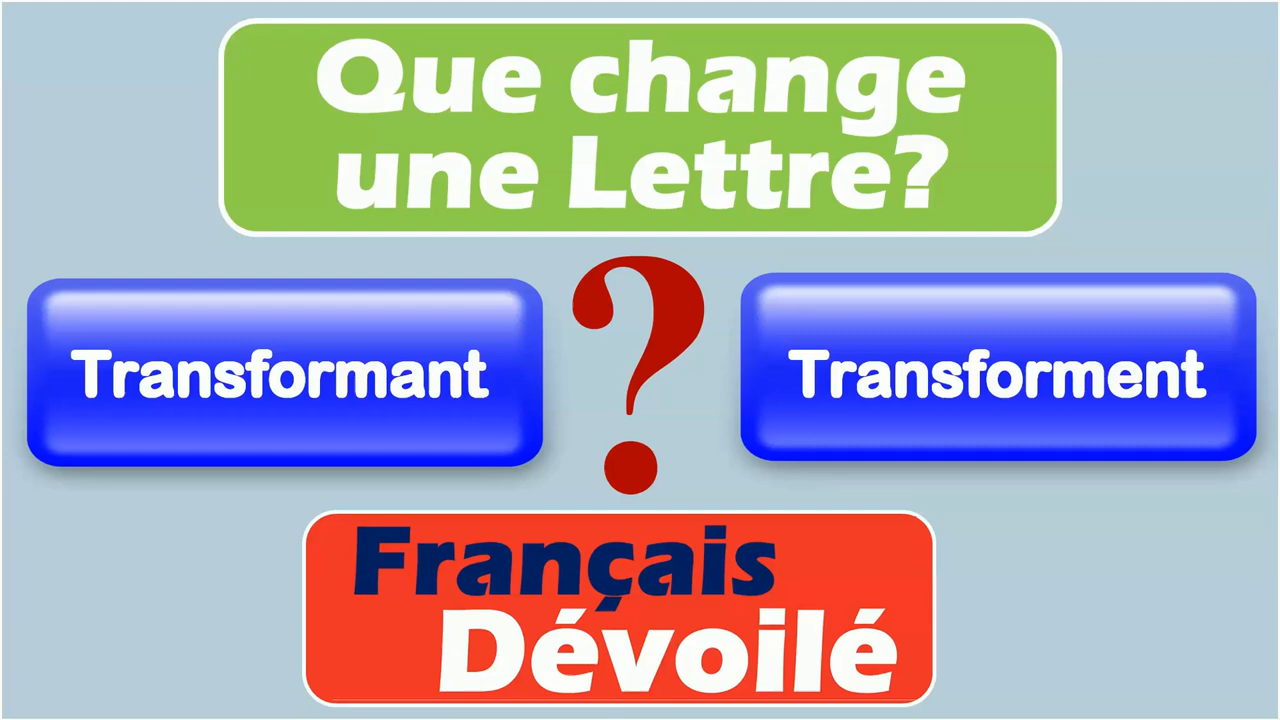 Que change
une Lettre?
Transformant
?
Transforment
Français
Dévoilé